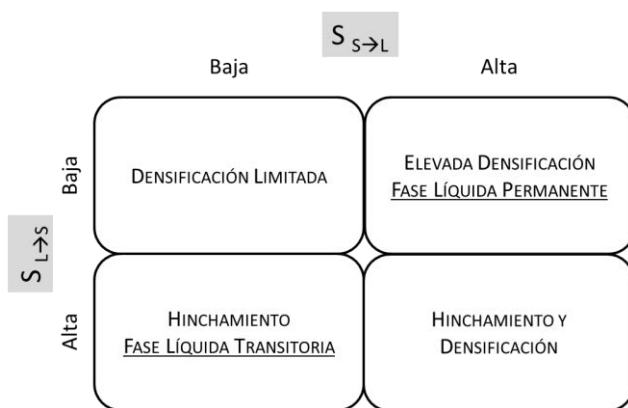 S S→L
Baja Alta
Baja
DENSIFICACIÓN LIMITADA
ELEVADA DENSIFICACIÓN
FASE LÍQUIDA PERMANENTE
S L→S
Alta
HINCHAMIENTO
FASE LÍQUIDA TRANSITORIA
HINCHAMIENTO Y
DENSIFICACIÓN